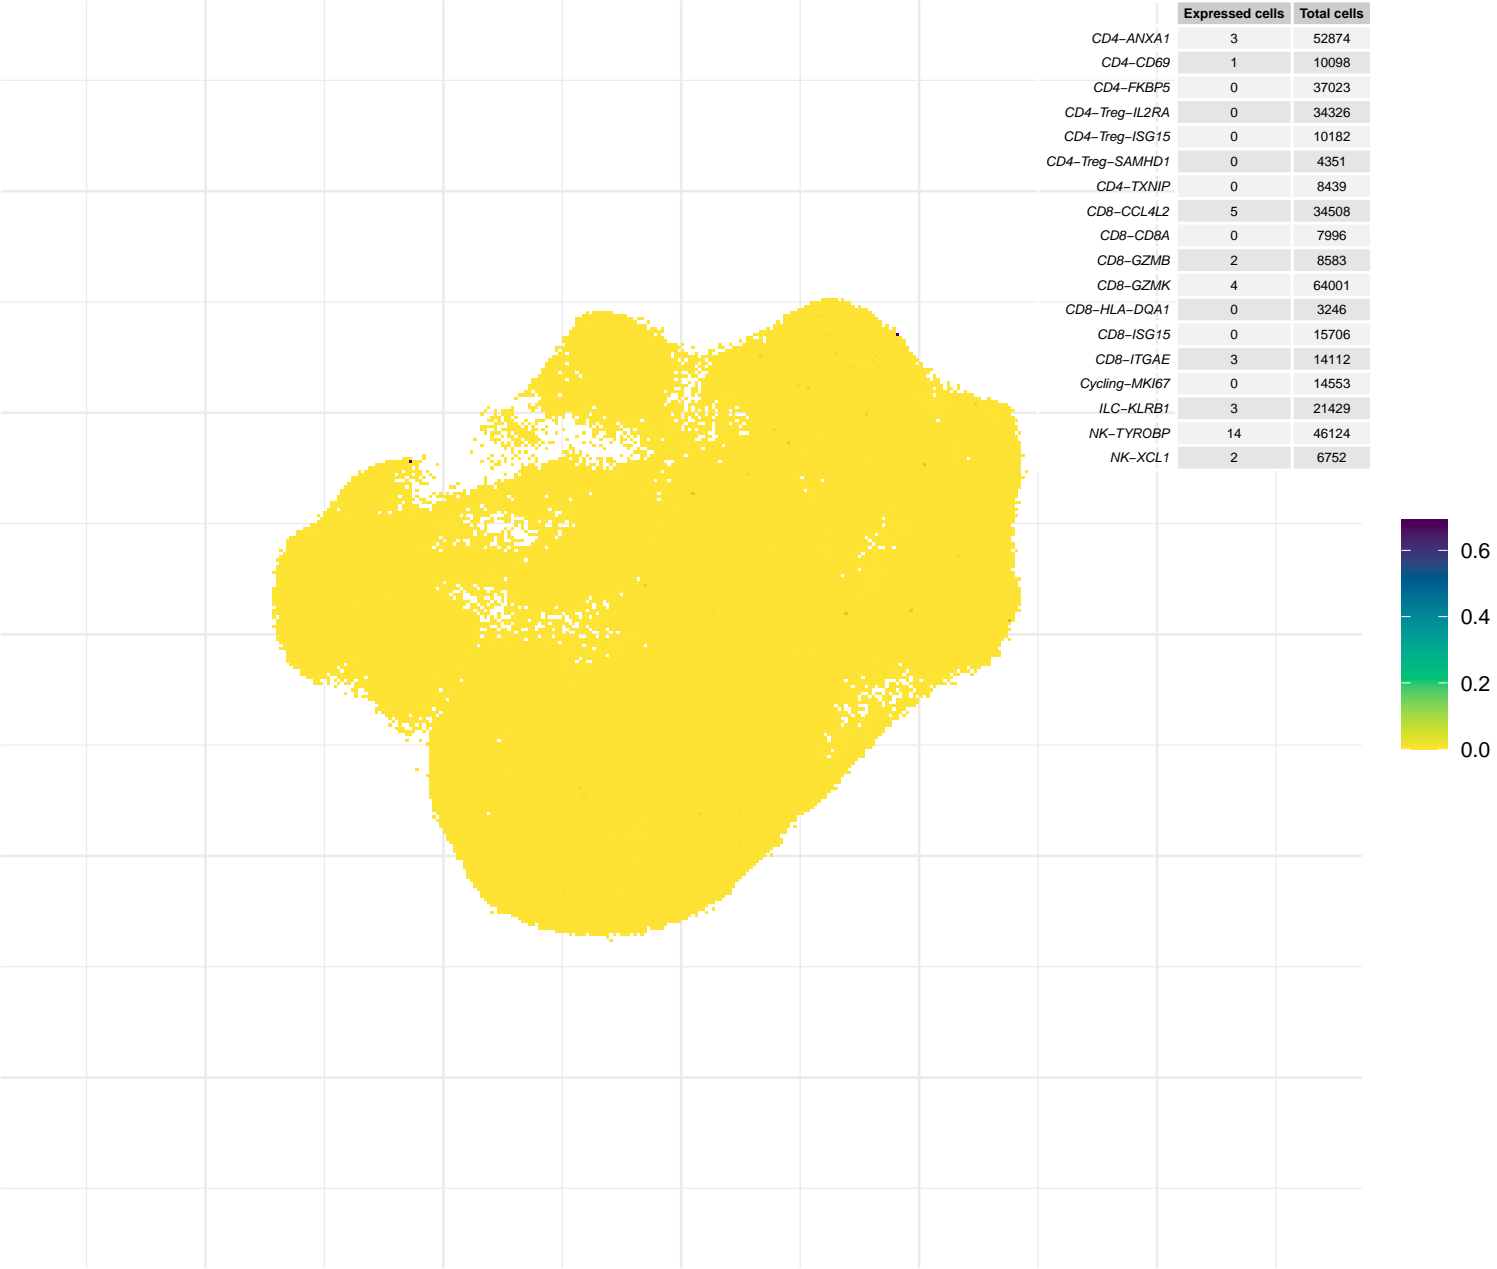 Expressed cells Total cells
CD4−ANXA1 3 52874
CD4−CD69 1 10098
CD4−FKBP5 0 37023
CD4−Treg−IL2RA 0 34326
CD4−Treg−ISG15 0 10182
CD4−Treg−SAMHD1 0 4351
CD4−TXNIP 0 8439
CD8−CCL4L2 5 34508
CD8−CD8A 0 7996
CD8−GZMB 2 8583
CD8−GZMK 4 64001
CD8−HLA−DQA1 0 3246
CD8−ISG15 0 15706
CD8−ITGAE 3 14112
Cycling−MKI67 0 14553
ILC−KLRB1 3 21429
NK−TYROBP 14 46124
NK−XCL1 2 6752
0.6
0.4
0.2
0.0